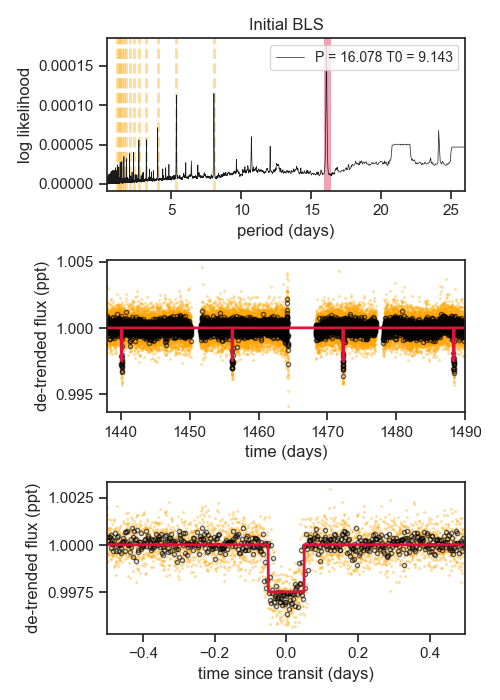 Initial BLS
P = 16.078 T0 = 9.143
log likelihood
0.00015
0.00010
0.00005
0.00000
5 10 15 20 25
period (days)
de-trended flux (ppt)
1.005
1.000
0.995
1440 1450 1460 1470 1480 1490
time (days)
de-trended flux (ppt)
1.0025
1.0000
0.9975
−0.4 −0.2 0.0 0.2 0.4
time since transit (days)